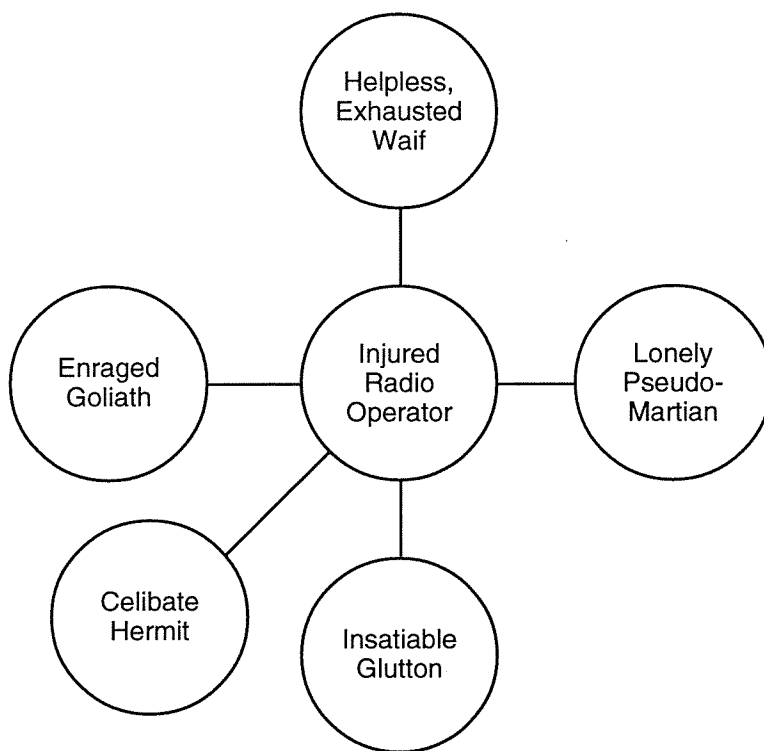 Helpless,
Exhausted
Waif
Enraged
Goliath
Injured
Radio
Operator
Lonely
Pseudo-
Martian
Celibate
Hermit
Insatiable
Glutton